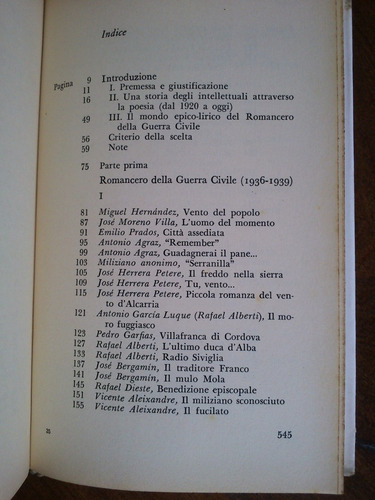 Indice
Pagina 9 Introduzione
11 I. Premessa e giustificazione
16 II. Una storia degli intellettuali attraverso
la poesia (dal 1920 a oggi)
49 III. Il mondo epico-lirico del Romancero
della Guerra Civile
56 Criterio della scelta
59 Note
75 Parte prima
Romancero della Guerra Civile (1936-1939)
I
81 Miguel Hernández, Vento del popolo
87 José Moreno Villa, L'uomo del momento
91 Emilio Prados, Città assediata
95 Antonio Agraz, "Remember"
99 Antonio Agraz, Guadagnerai il pane...
103 Miliziano anonimo, "Serranilla"
105 José Herrera Petere, Il freddo nella sierra
109 José Herrera Petere, Tu, vento...
115 José Herrera Petere, Piccola romanza del ven-
to d'Alcarria
121 Antonio García Luque (Rafael Alberti), Il mo-
ro fuggiasco
123 Pedro Garfias, Villafranca di Cordova
127 Rafael Alberti, L'ultimo duca d'Alba
133 Rafael Alberti, Radio Siviglia
137 José Bergamín, Il traditore Franco
141 José Bergamín, Il mulo Mola
145 Rafael Dieste, Benedizione episcopale
151 Vicente Aleixandre, Il miliziano sconosciuto
155 Vicente Aleixandre, Il fucilato
545